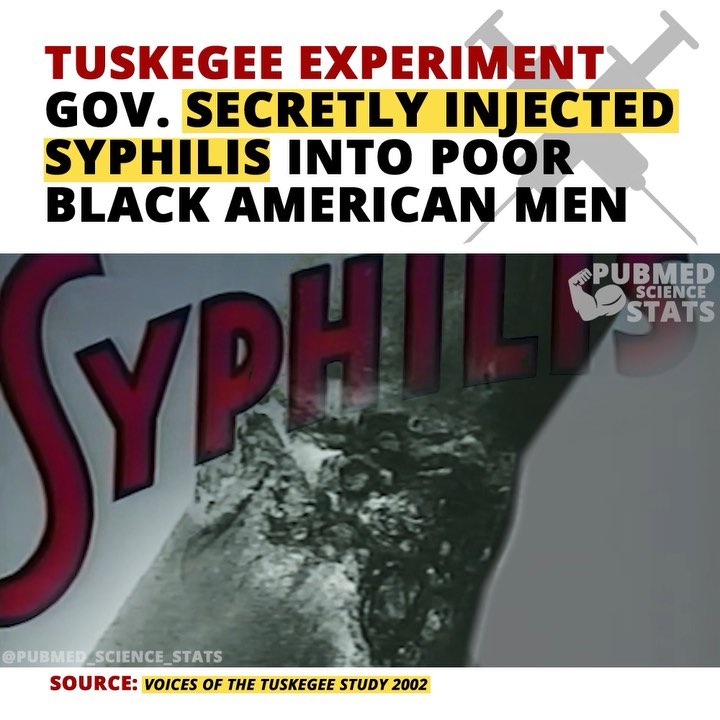 TUSKEGEE EXPERIMENT
GOV. SECRETLY INJECTED
SYPHILIS INTO POOR
BLACK AMERICAN MEN
SYPHILIS
PUBMED
SCIENCE
STATS
@PUBMED_SCIENCE_STATS
SOURCE: VOICES OF THE TUSKEGEE STUDY 2002